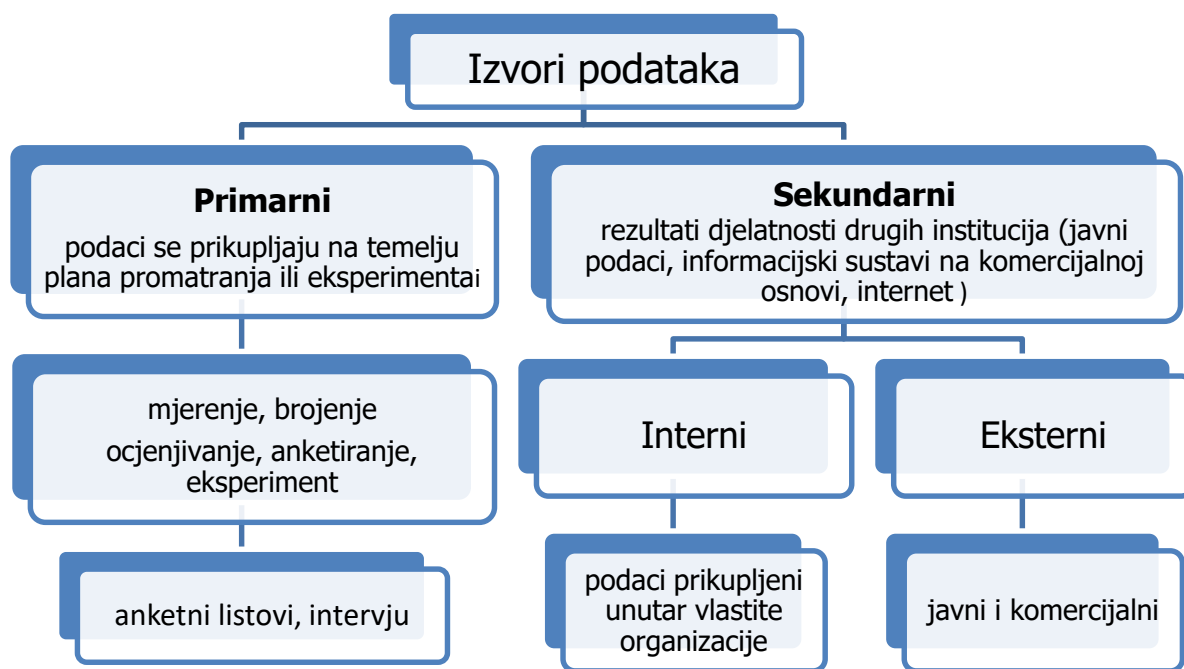 Izvori podataka
Primarni
podaci se prikupljaju na temelju
plana promatranja ili eksperimentai
Sekundarni
rezultati djelatnosti drugih institucija (javni
podaci, informacijski sustavi na komercijalnoj
osnovi, internet )
mjerenje, brojenje
ocjenjivanje, anketiranje,
eksperiment
Interni
Eksterni
anketni listovi, intervju
podaci prikupljeni
unutar vlastite
organizacije
javni i komercijalni